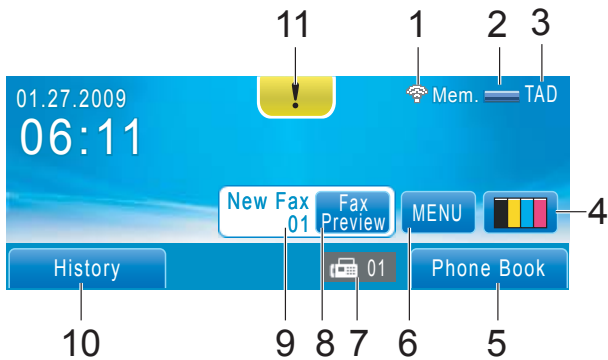 11 1 2 3
01.27.2009
06:11
!
Mem. TAD
New Fax
01
Fax
Preview
MENU
4
History
01
Phone Book
10 9 8 7 6 5